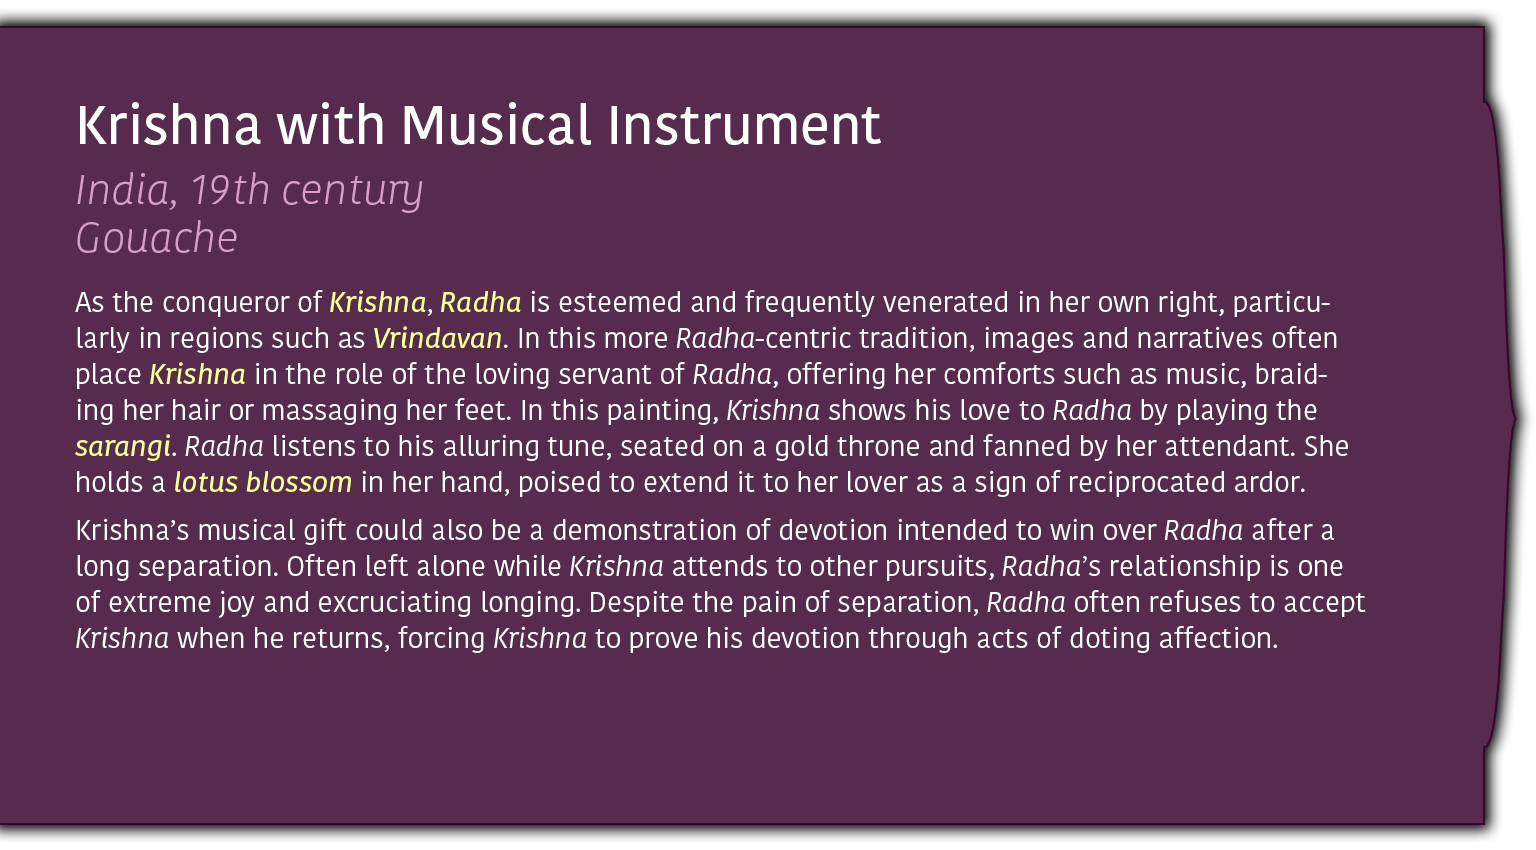 Krishna with Musical Instrument
India, 19th century
Gouache
As the conqueror of Krishna, Radha is esteemed and frequently venerated in her own right, particu-
larly in regions such as Vrindavan. In this more Radha-centric tradition, images and narratives often
place Krishna in the role of the loving servant of Radha, offering her comforts such as music, braid-
ing her hair or massaging her feet. In this painting, Krishna shows his love to Radha by playing the
sarangi. Radha listens to his alluring tune, seated on a gold throne and fanned by her attendant. She
holds a lotus blossom in her hand, poised to extend it to her lover as a sign of reciprocated ardor.
Krishna’s musical gift could also be a demonstration of devotion intended to win over Radha after a
long separation. Often left alone while Krishna attends to other pursuits, Radha’s relationship is one
of extreme joy and excruciating longing. Despite the pain of separation, Radha often refuses to accept
Krishna when he returns, forcing Krishna to prove his devotion through acts of doting affection.